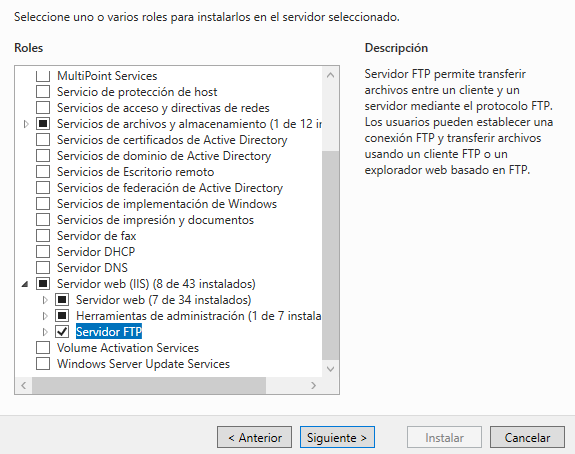 Seleccione uno o varios roles para instalarlos en el servidor seleccionado.
Roles
MultiPoint Services
Servicio de protección de host
Servicios de acceso y directivas de redes
Servicios de archivos y almacenamiento (1 de 12 in
Servicios de certificados de Active Directory
Servicios de dominio de Active Directory
Servicios de Escritorio remoto
Servicios de federación de Active Directory
Servicios de implementación de Windows
Servicios de impresión y documentos
Servidor de fax
Servidor DHCP
Servidor DNS
Servidor web (IIS) (8 de 43 instalados)
Servidor web (7 de 34 instalados)
Herramientas de administración (1 de 7 instala
Servidor FTP
Volume Activation Services
Windows Server Update Services
Descripción
Servidor FTP permite transferir
archivos entre un cliente y un
servidor mediante el protocolo FTP.
Los usuarios pueden establecer una
conexión FTP y transferir archivos
usando un cliente FTP o un
explorador web basado en FTP.
< Anterior
Siguiente >
Instalar
Cancelar